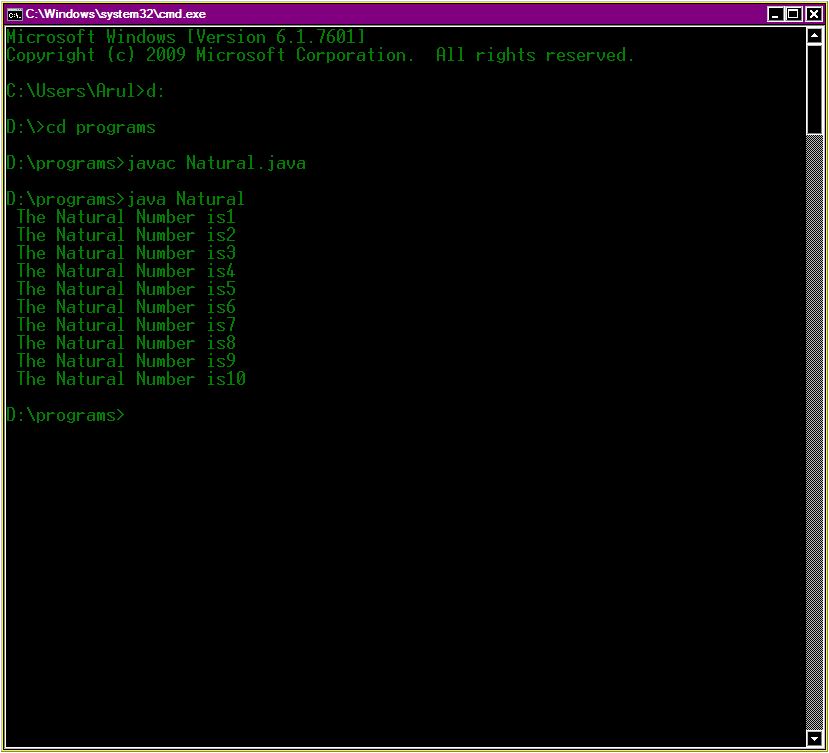 C:\Windows\system32\cmd.exe
Microsoft Windows [Version 6.1.7601]
Copyright (c) 2009 Microsoft Corporation.  All rights reserved.
C:\Users\Arul>d:
D:\>cd programs
D:\programs>javac Natural.java
D:\programs>java Natural
 The Natural Number is1
 The Natural Number is2
 The Natural Number is3
 The Natural Number is4
 The Natural Number is5
 The Natural Number is6
 The Natural Number is7
 The Natural Number is8
 The Natural Number is9
 The Natural Number is10
D:\programs>